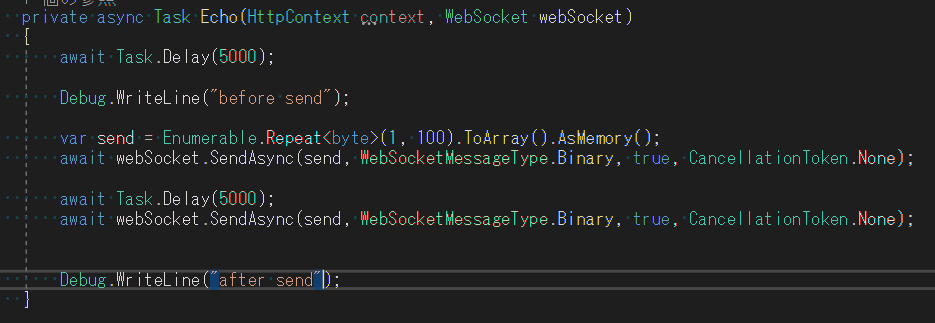 private async Task Echo(HttpContext context, WebSocket webSocket)
{
await Task.Delay(5000);
Debug.WriteLine("before send");
var send = Enumerable.Repeat<byte>(1, 100).ToArray().AsMemory();
await webSocket.SendAsync(send, WebSocketMessageType.Binary, true, CancellationToken.None);
await Task.Delay(5000);
await webSocket.SendAsync(send, WebSocketMessageType.Binary, true, CancellationToken.None);
Debug.WriteLine("after send");
}